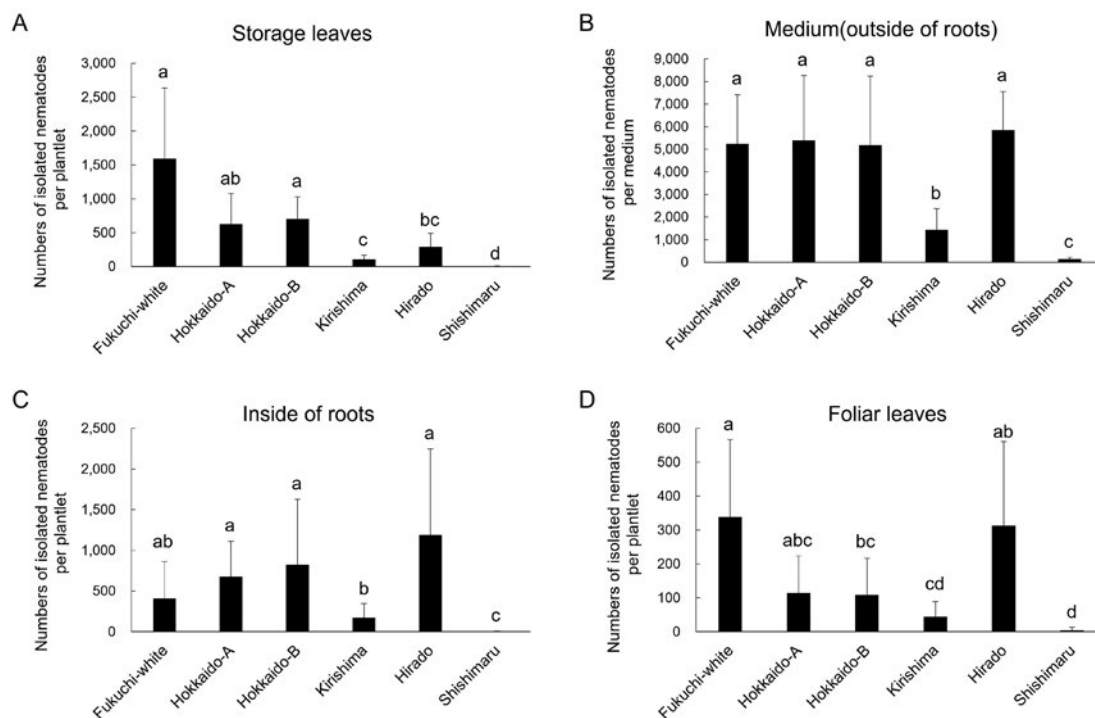 A
Storage leaves
Numbers of isolated nematodes
per plantlet
3,000
2,500
2,000
1,500
1,000
500
0
a
ab
a
c
bc
d
Fukuchi-white
Hokkaido-A
Hokkaido-B
Kirishima
Hirado
Shishimaru
B
Medium(outside of roots)
Numbers of isolated nematodes
per medium
9,000
8,000
7,000
6,000
5,000
4,000
3,000
2,000
1,000
0
a
a
a
b
a
c
Fukuchi-white
Hokkaido-A
Hokkaido-B
Kirishima
Hirado
Shishimaru
C
Inside of roots
Numbers of isolated nematodes
per plantlet
2,500
2,000
1,500
1,000
500
0
ab
a
a
b
a
c
Fukuchi-white
Hokkaido-A
Hokkaido-B
Kirishima
Hirado
Shishimaru
D
Foliar leaves
Numbers of isolated nematodes
per plantlet
600
500
400
300
200
100
0
a
abc
bc
cd
ab
d
Fukuchi-white
Hokkaido-A
Hokkaido-B
Kirishima
Hirado
Shishimaru